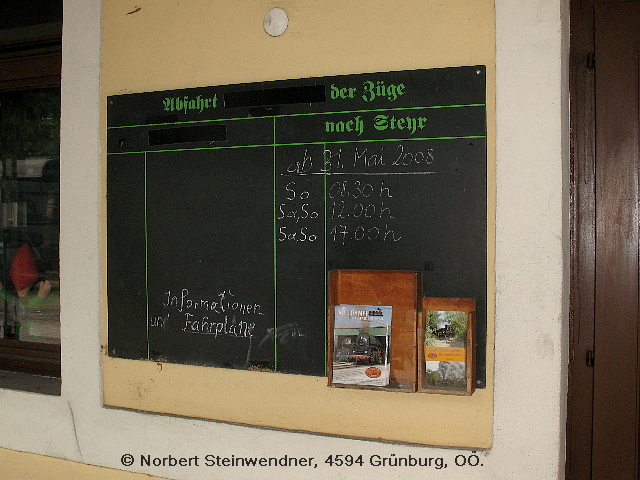 Abfahrt der Züge
nach Steyr
ab 31. Mai 2008
So 08.30 h
Sa, So 12.00 h
Sa, So 17.00 h
Informationen
und Fahrpläne
© Norbert Steinwendner, 4594 Grünburg, OÖ.